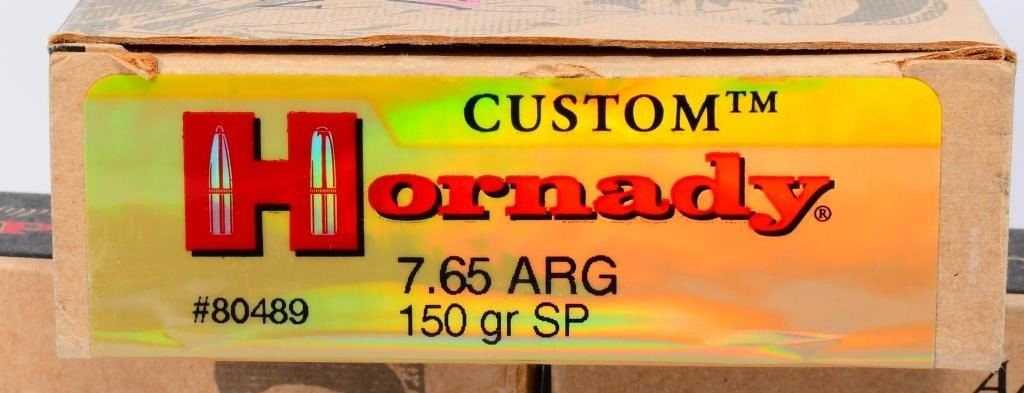 CUSTOM™
Hornady®
7.65 ARG
#80489
150 gr SP